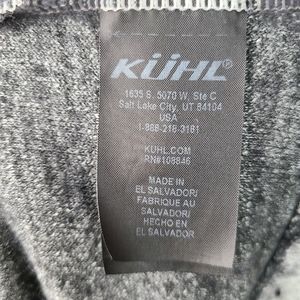 KÜHL®
1635 S. 5070 W, Ste C
Salt Lake City, UT 84104
USA
1-888-218-3181
KUHL.COM
RN#108846
MADE IN
EL SALVADOR/
FABRIQUE AU
SALVADOR/
HECHO EN
EL SALVADOR